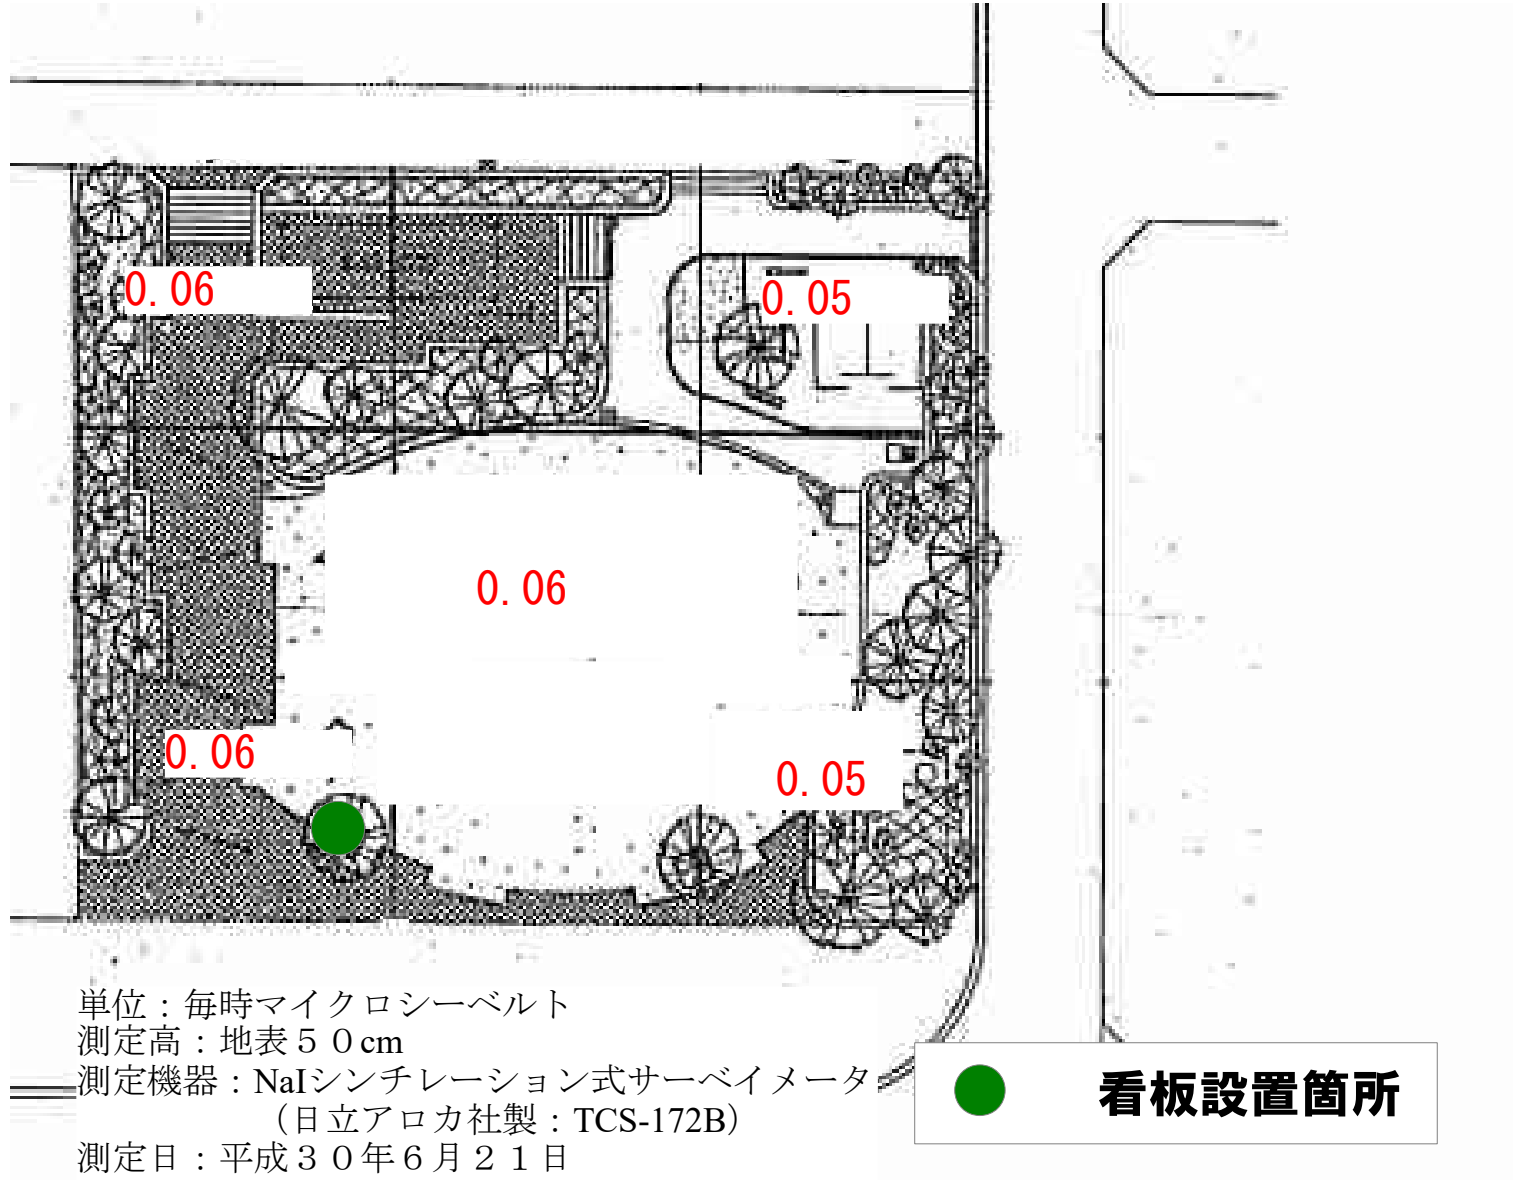 0.06
0.05
0.06
0.06
0.05
単位：毎時マイクロシーベルト
測定高：地表５０cm
測定機器：NaIシンチレーション式サーベイメータ
（日立アロカ社製：TCS-172B）
測定日：平成３０年６月２１日
看板設置箇所